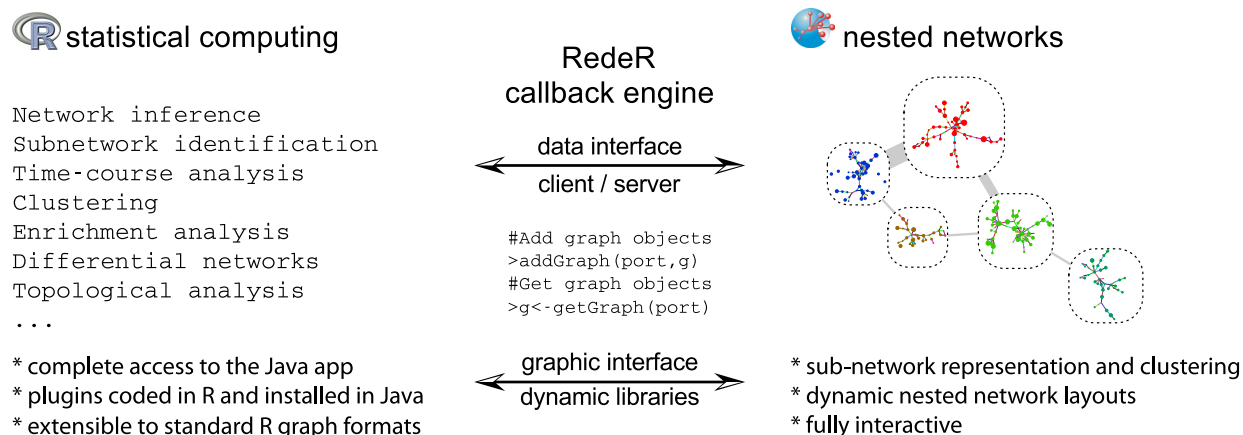 R statistical computing
Network inference
Subnetwork identification
Time-course analysis
Clustering
Enrichment analysis
Differential networks
Topological analysis
...
* complete access to the Java app
* plugins coded in R and installed in Java
* extensible to standard R graph formats
RedeR
callback engine
data interface
client / server
#Add graph objects
>addGraph(port,g)
#Get graph objects
>g<-getGraph(port)
graphic interface
dynamic libraries
nested networks
* sub-network representation and clustering
* dynamic nested network layouts
* fully interactive